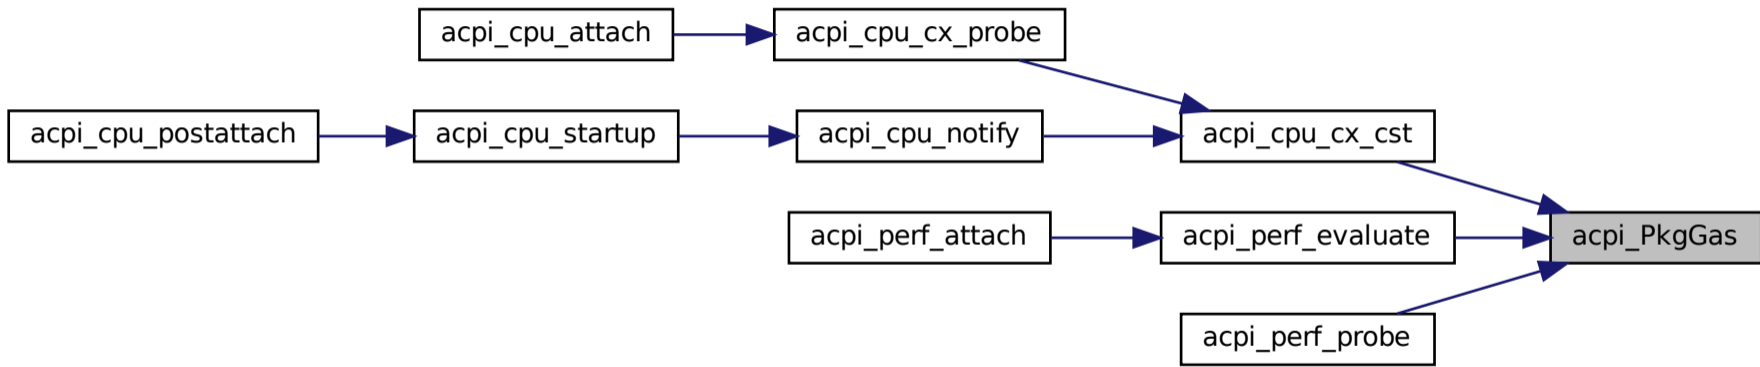 acpi_cpu_attach
acpi_cpu_cx_probe
acpi_cpu_postattach
acpi_cpu_startup
acpi_cpu_notify
acpi_cpu_cx_cst
acpi_perf_attach
acpi_perf_evaluate
acpi_PkgGas
acpi_perf_probe